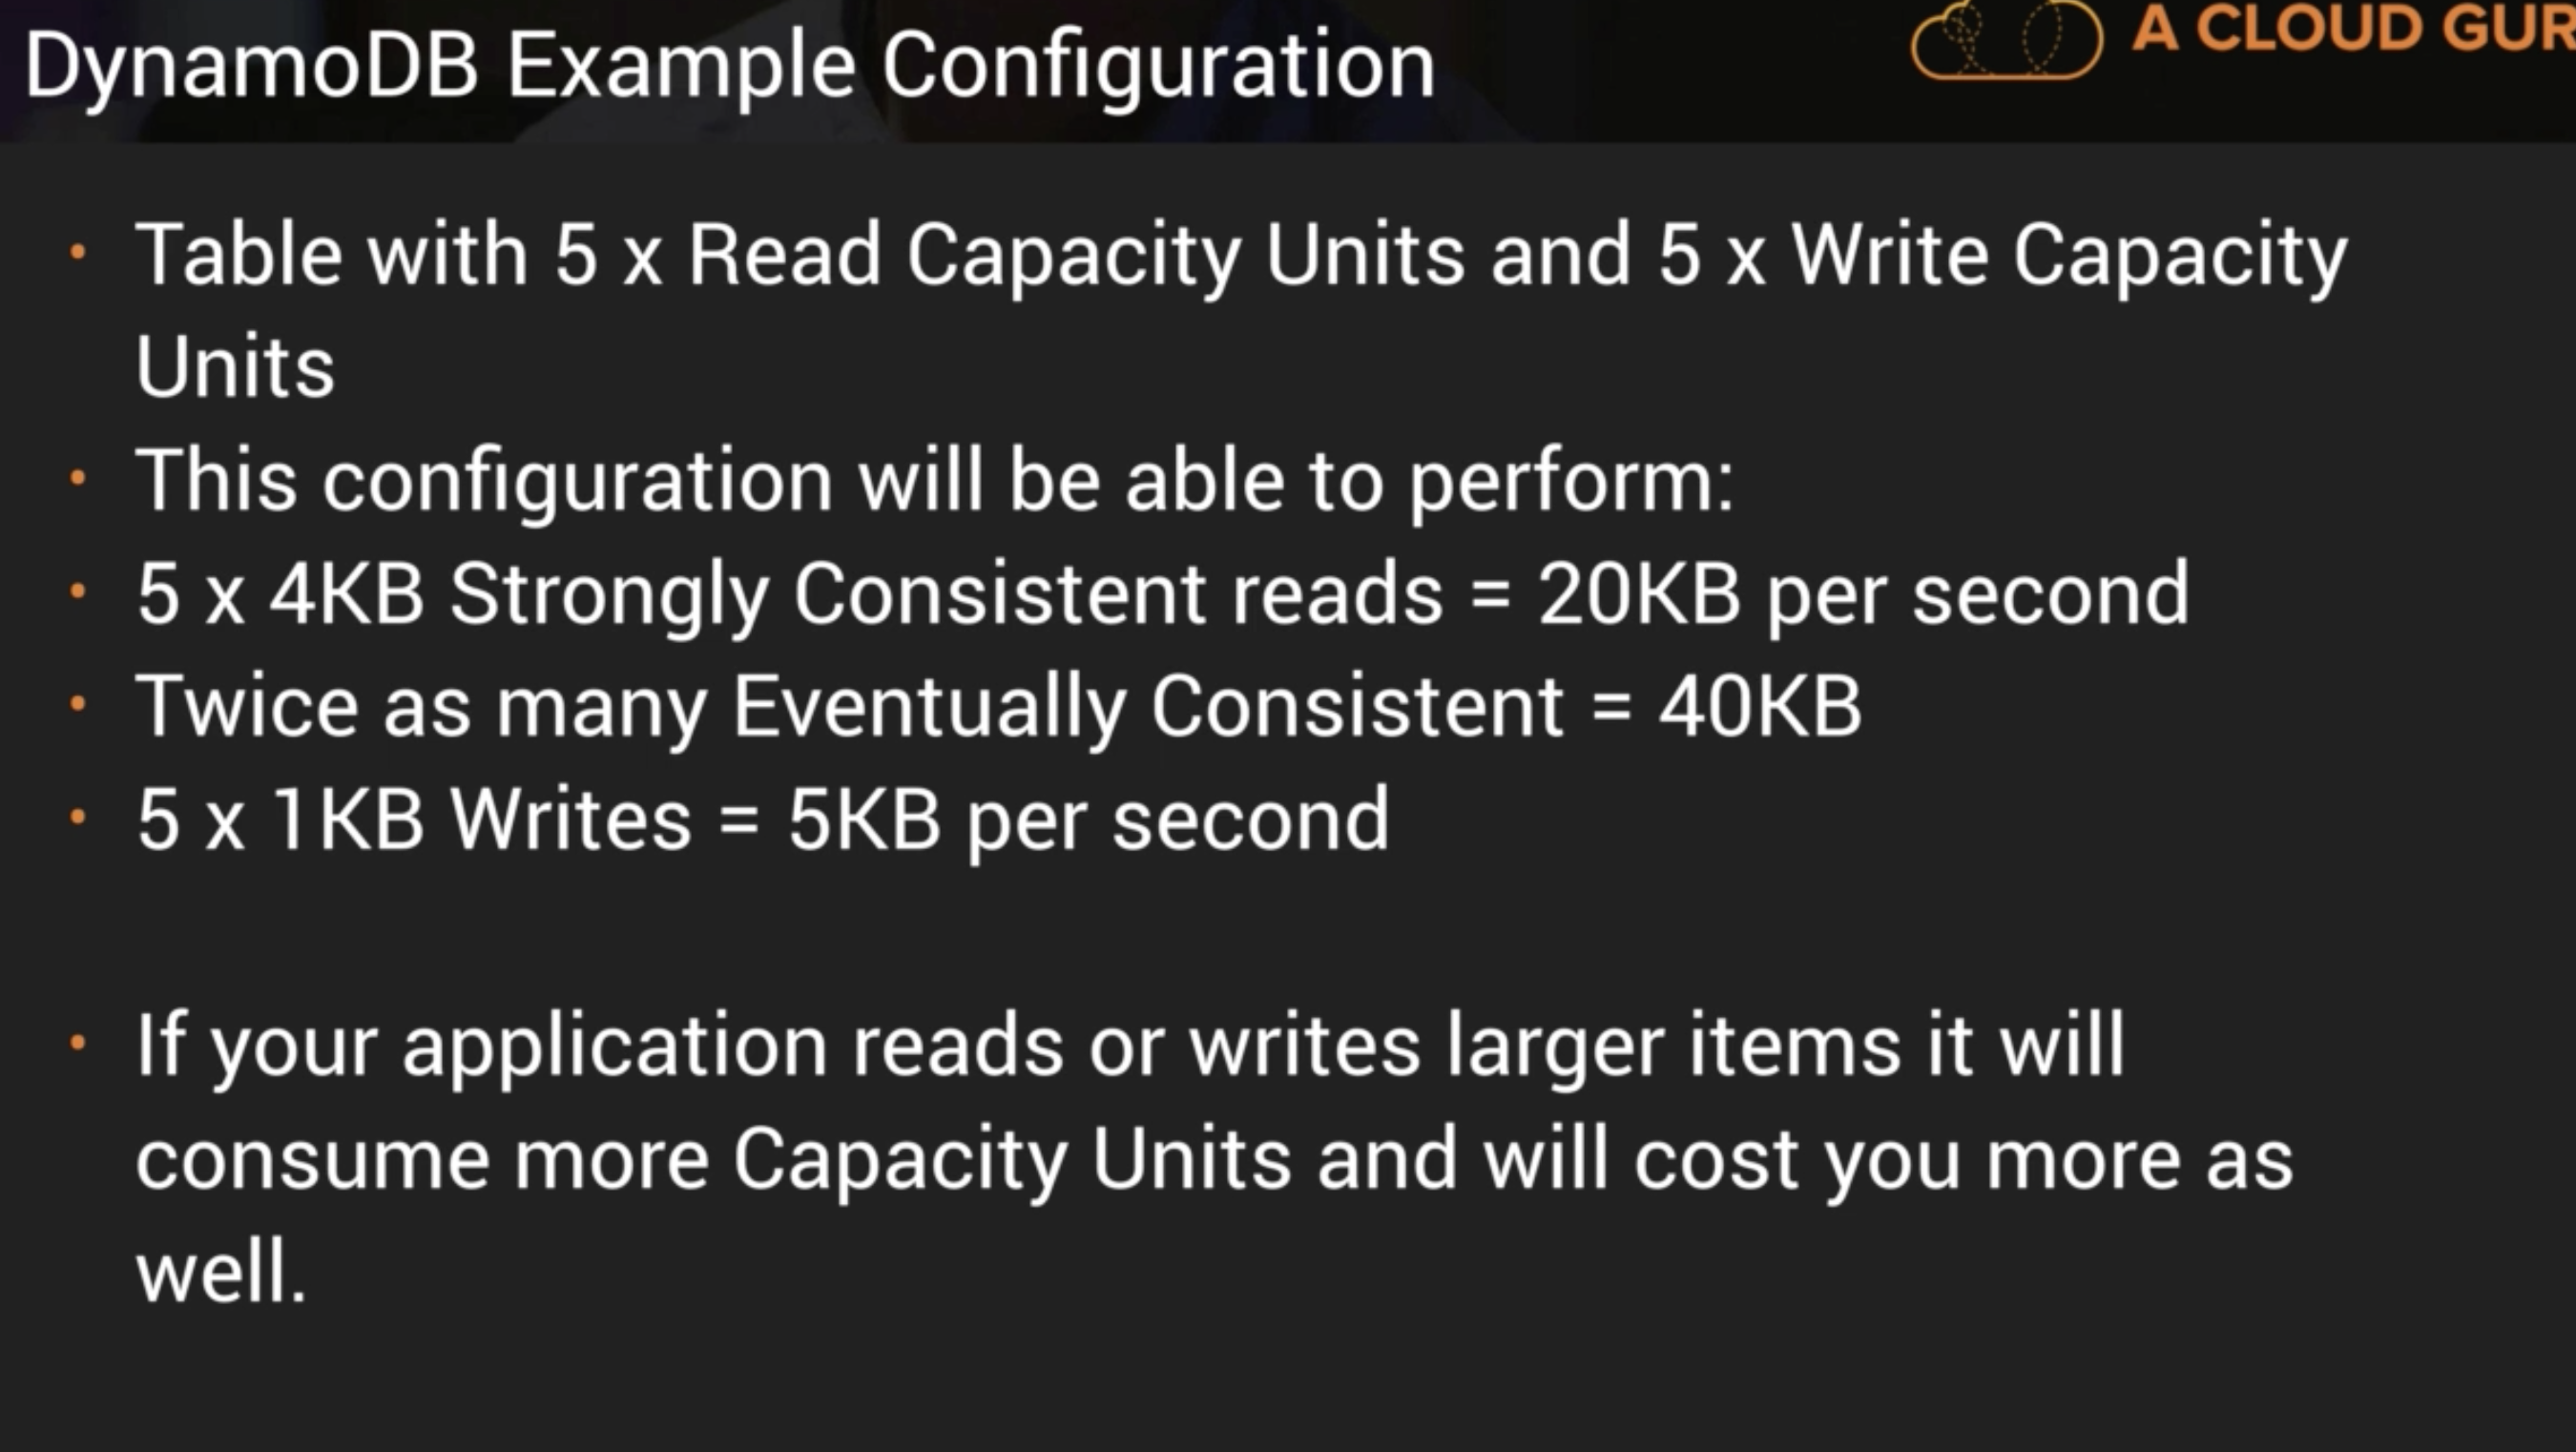 DynamoDB Example Configuration
A CLOUD GUR
• Table with 5 x Read Capacity Units and 5 x Write Capacity
Units
• This configuration will be able to perform:
• 5 x 4KB Strongly Consistent reads = 20KB per second
• Twice as many Eventually Consistent = 40KB
• 5 x 1KB Writes = 5KB per second
• If your application reads or writes larger items it will
consume more Capacity Units and will cost you more as
well.